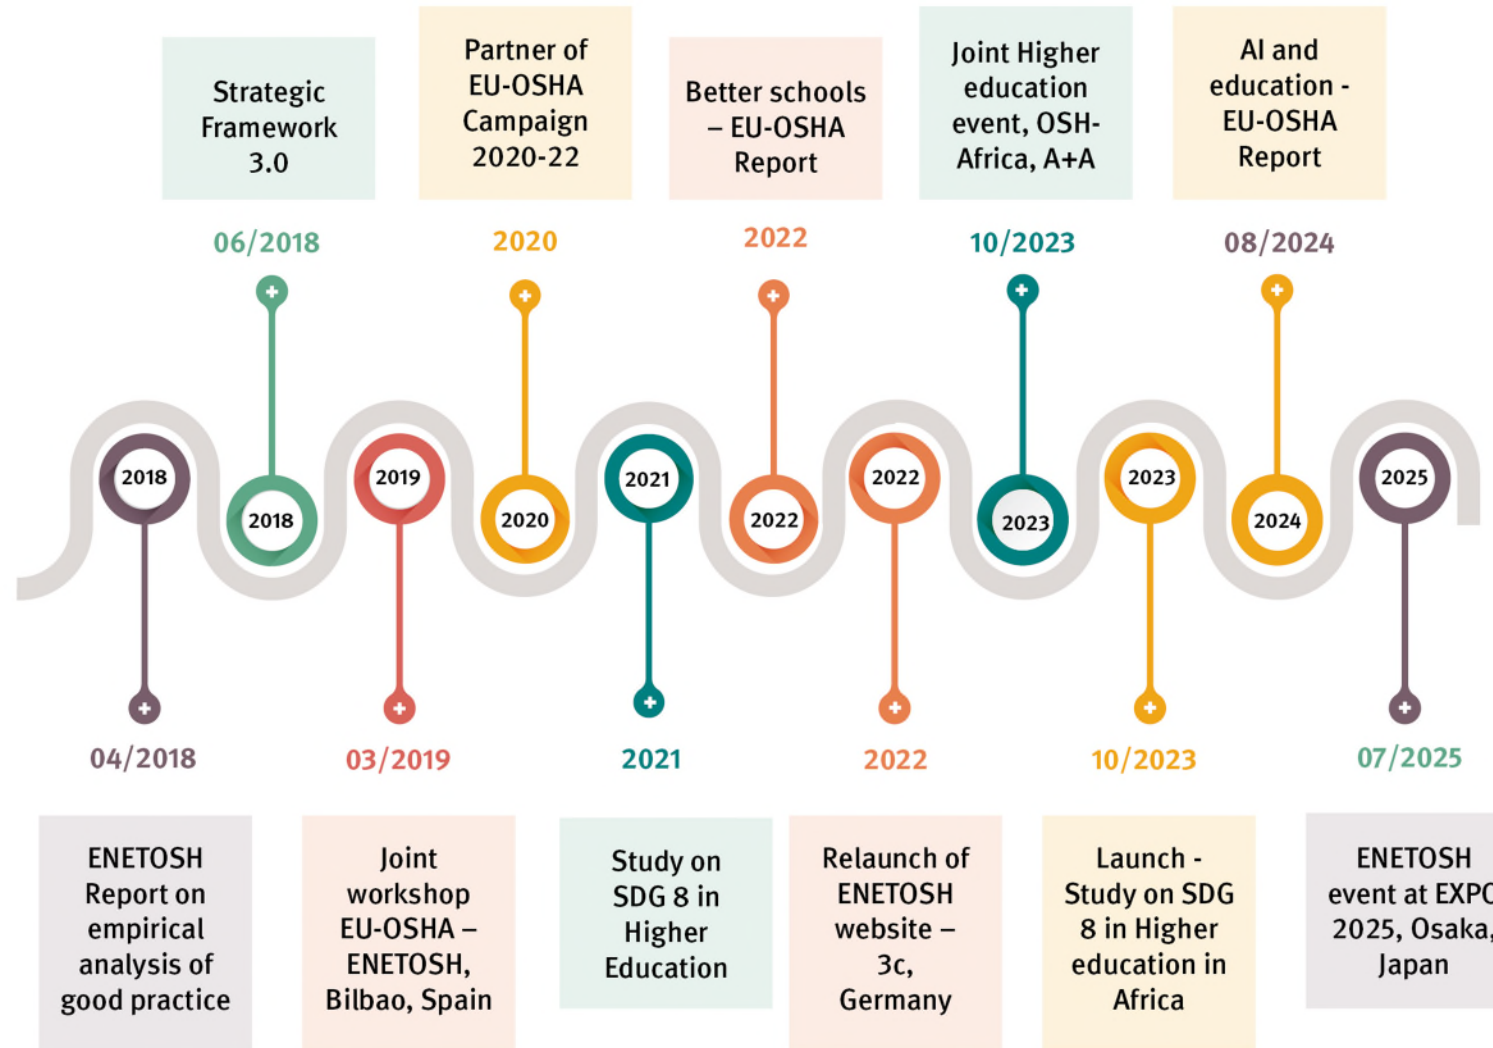 Strategic
Framework
3.0
Partner of
EU-OSHA
Campaign
2020-22
Better schools
– EU-OSHA
Report
Joint Higher
education
event, OSH-
Africa, A+A
AI and
education -
EU-OSHA
Report
06/2018
2020
2022
10/2023
08/2024
2018
2018
2019
2020
2021
2022
2022
2023
2023
2024
2025
04/2018
03/2019
2021
2022
10/2023
07/2025
ENETOSH
Report on
empirical
analysis of
good practice
Joint
workshop
EU-OSHA –
ENETOSH,
Bilbao, Spain
Study on
SDG 8 in
Higher
Education
Relaunch of
ENETOSH
website –
3c,
Germany
Launch -
Study on SDG
8 in Higher
education in
Africa
ENETOSH
event at EXPO
2025, Osaka,
Japan